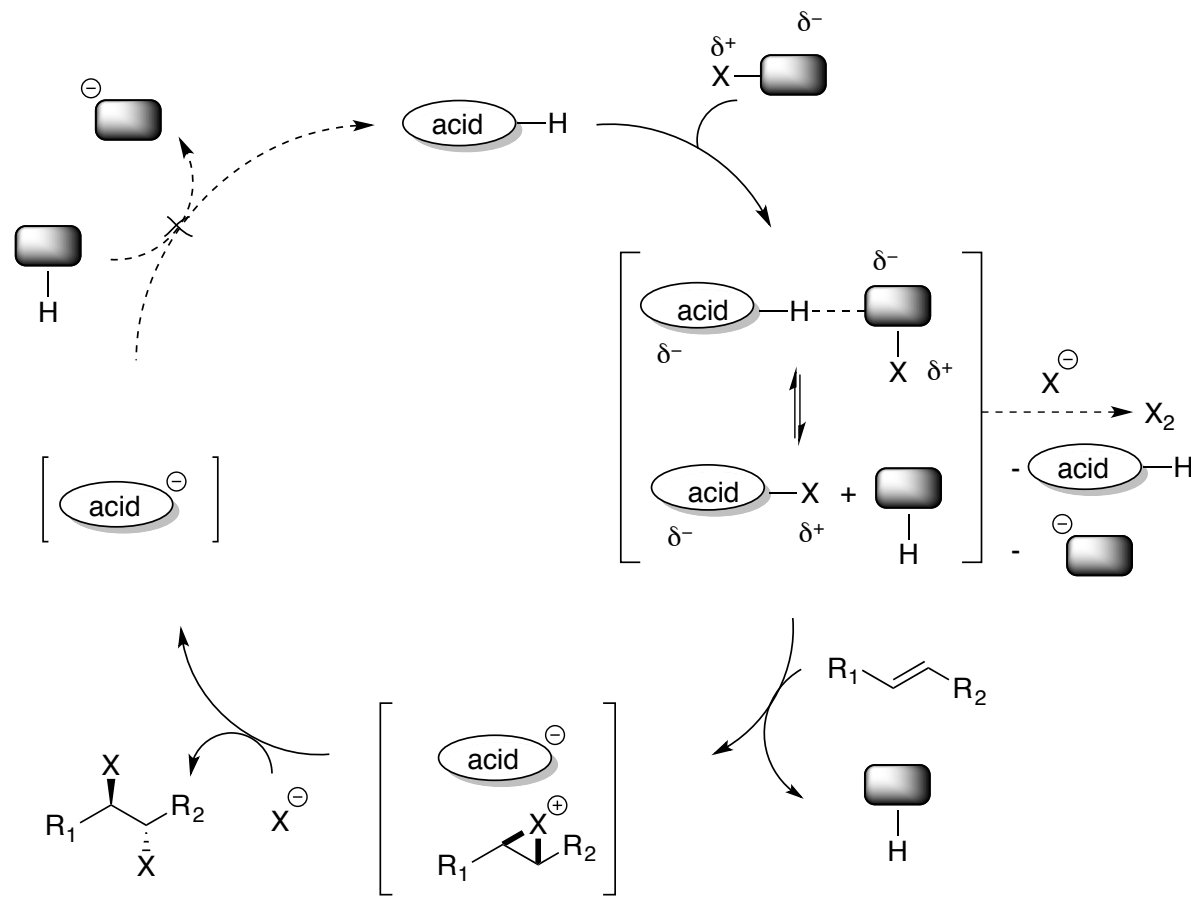 δ−
δ+
X
⊖
acid
H
H
δ−
acid
H
δ−
X
δ+
X⊖
X2
acid⊖
acid
X
+
δ−
δ+
H
-
acid
H
⊖
-
R1
R2
H
acid⊖
X⊕
R1
R2
X
R1
R2
X
X⊖